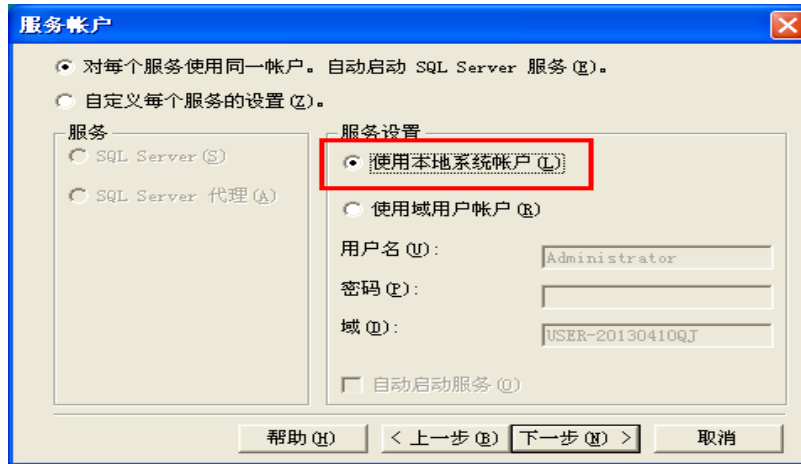 服务帐户
对每个服务使用同一帐户。自动启动 SQL Server 服务(E)。
自定义每个服务的设置(Z)。
服务
SQL Server(S)
SQL Server 代理(A)
服务设置
使用本地系统帐户(L)
使用域用户帐户(R)
用户名(U): Administrator
密码(P):
域(D): USER-20130410QJ
自动启动服务(O)
帮助(H) < 上一步(B) 下一步(N) > 取消